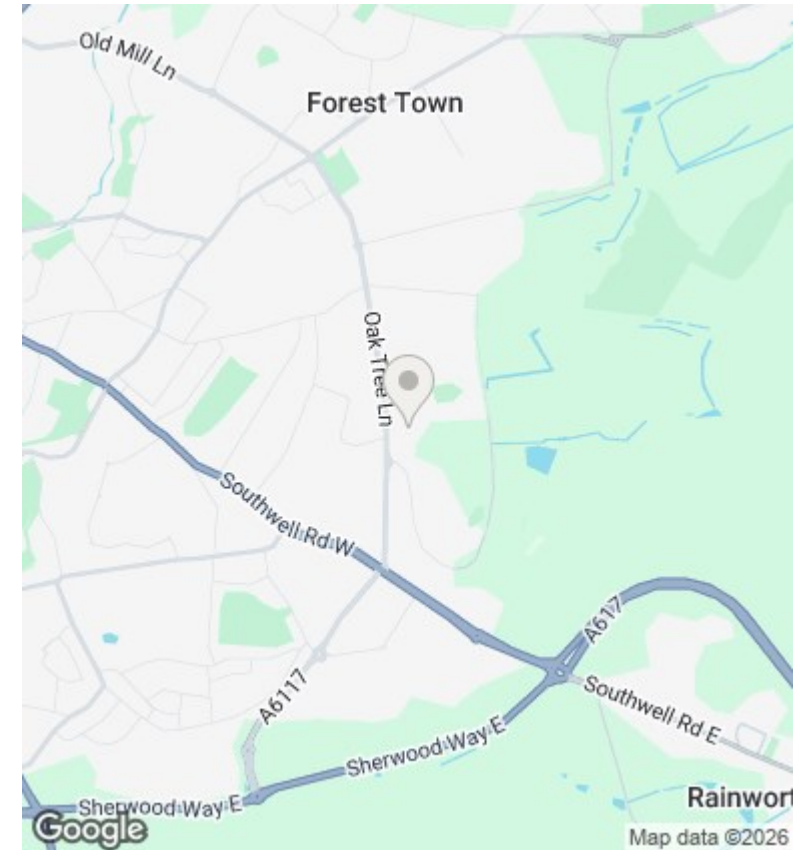 Old Mill Ln
Forest Town
Oak Tree Ln
Southwell Rd W
A617
A6117
Southwell Rd E
Sherwood Way E
Sherwood Way E
Rainwort
Google
Map data ©2026